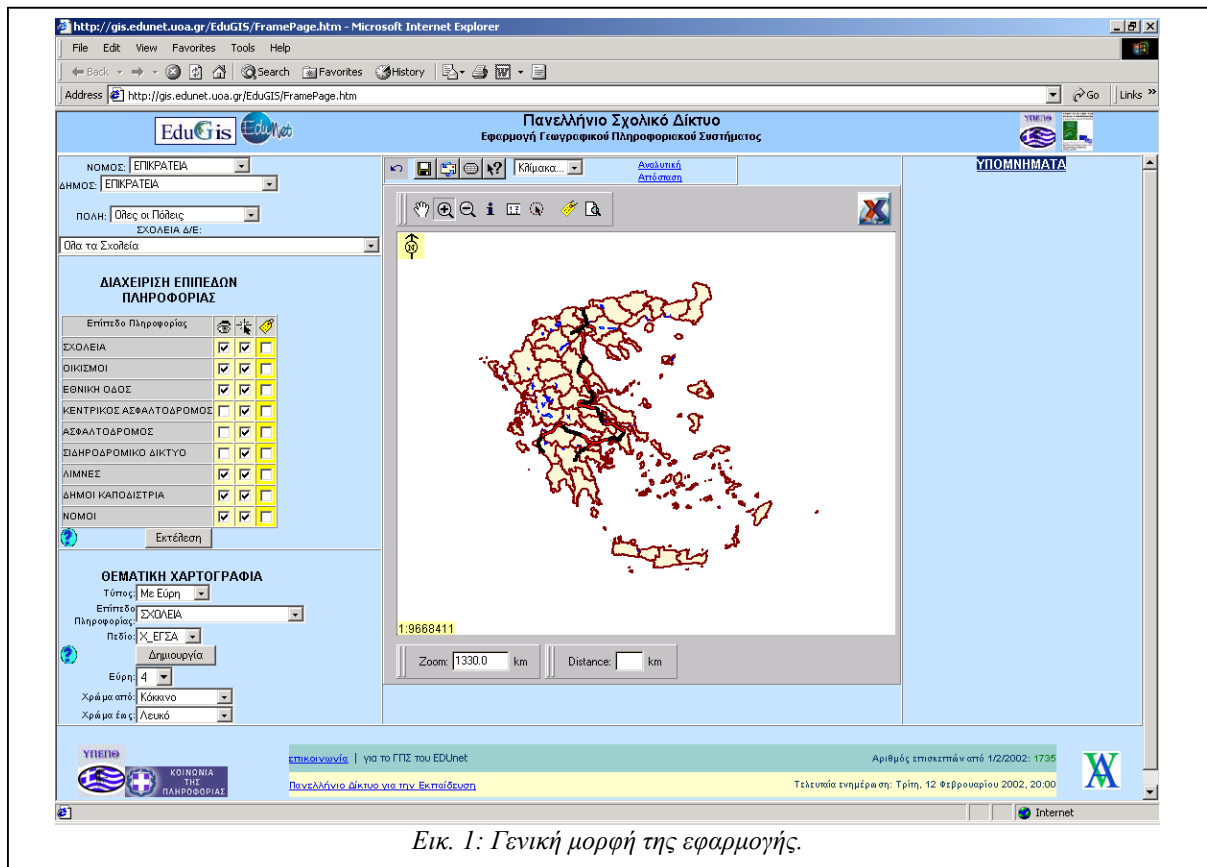 http://gis.edunet.uoa.gr/EduGIS/FramePage.htm - Microsoft Internet Explorer
File Edit View Favorites Tools Help
Back Search Favorites History
Address http://gis.edunet.uoa.gr/EduGIS/FramePage.htm Go Links »
EduGis EduNet
Πανελλήνιο Σχολικό Δίκτυο
Εφαρμογή Γεωγραφικού Πληροφοριακού Συστήματος
ΥΠΕΠΘ
ΝΟΜΟΣ: ΕΠΙΚΡΑΤΕΙΑ
ΔΗΜΟΣ: ΕΠΙΚΡΑΤΕΙΑ
ΠΟΛΗ: Ολες οι Πόλεις
ΣΧΟΛΕΙΑ Δ/Ε:
Ολα τα Σχολεία
ΔΙΑΧΕΙΡΙΣΗ ΕΠΙΠΕΔΩΝ
ΠΛΗΡΟΦΟΡΙΑΣ
Επίπεδο Πληροφορίας
ΣΧΟΛΕΙΑ
ΟΙΚΙΣΜΟΙ
ΕΘΝΙΚΗ ΟΔΟΣ
ΚΕΝΤΡΙΚΟΣ ΑΣΦΑΛΤΟΔΡΟΜΟΣ
ΑΣΦΑΛΤΟΔΡΟΜΟΣ
ΣΙΔΗΡΟΔΡΟΜΙΚΟ ΔΙΚΤΥΟ
ΛΙΜΝΕΣ
ΔΗΜΟΙ ΚΑΠΟΔΙΣΤΡΙΑ
ΝΟΜΟΙ
Εκτέλεση
ΘΕΜΑΤΙΚΗ ΧΑΡΤΟΓΡΑΦΙΑ
Τύπος: Με Εύρη
Επίπεδο
Πληροφορίας: ΣΧΟΛΕΙΑ
Πεδίο: Χ_ΕΓΣΑ
Δημιουργία
Εύρη: 4
Χρώμα από: Κόκκινο
Χρώμα έως: Λευκό
Κλίμακα...
Αναλυτική
Απόσταση
N
1:9668411
Zoom: 1330.0 km Distance: km
ΥΠΟΜΝΗΜΑΤΑ
ΥΠΕΠΘ
ΚΟΙΝΩΝΙΑ
ΤΗΣ
ΠΛΗΡΟΦΟΡΙΑΣ
επικοινωνία | για το ΓΠΣ του EDUnet
Αριθμός επισκεπτών από 1/2/2002: 1735
Πανελλήνιο Δίκτυο για την Εκπαίδευση
Τελευταία ενημέρωση: Τρίτη, 12 Φεβρουαρίου 2002, 20:00
Internet
Εικ. 1: Γενική μορφή της εφαρμογής.